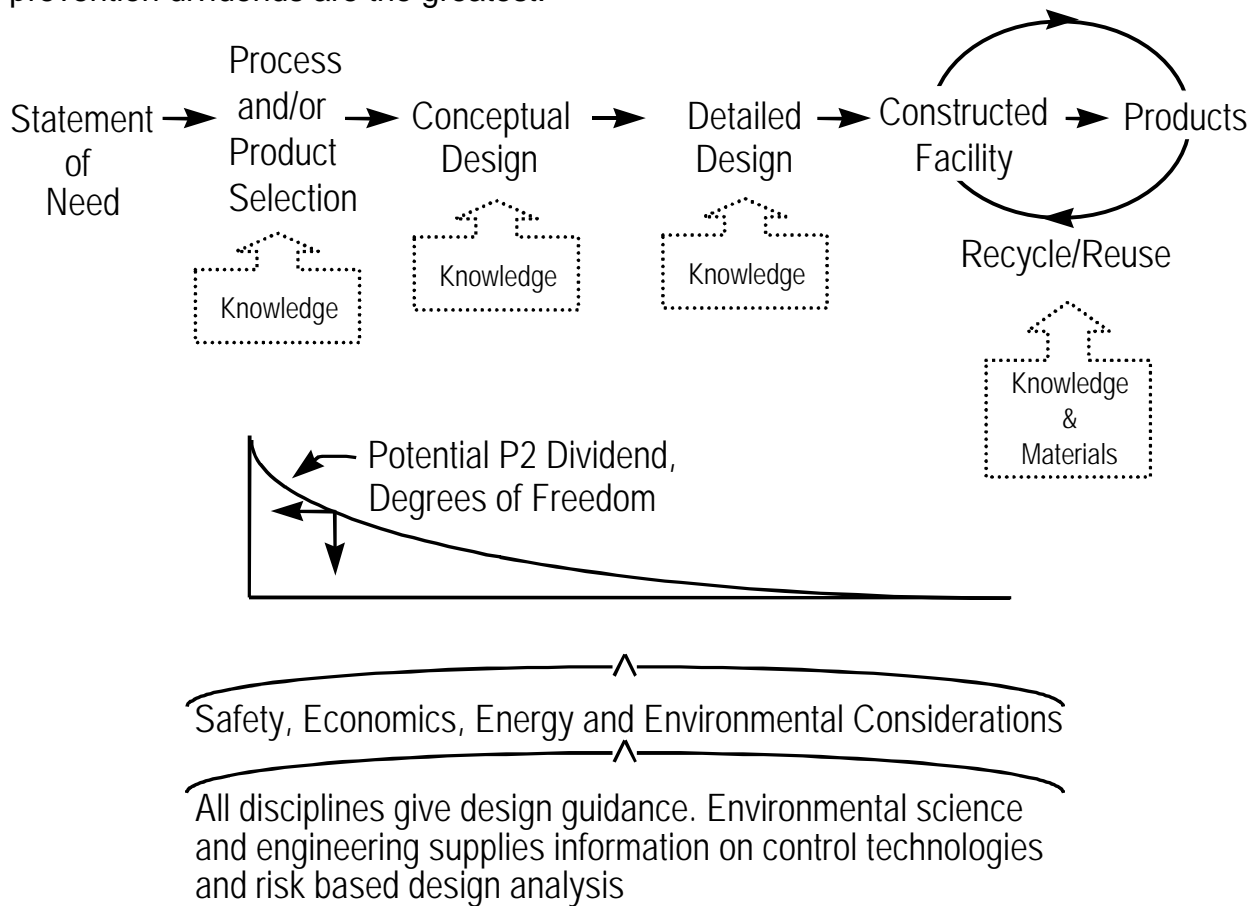 prevention dividends are the greatest.
Statement
of
Need
Process
and/or
Product
Selection
Conceptual
Design
Detailed
Design
Constructed
Facility
Products
Recycle/Reuse
Knowledge
Knowledge
Knowledge
Knowledge
&
Materials
Potential P2 Dividend,
Degrees of Freedom
Safety, Economics, Energy and Environmental Considerations
All disciplines give design guidance. Environmental science
and engineering supplies information on control technologies
and risk based design analysis